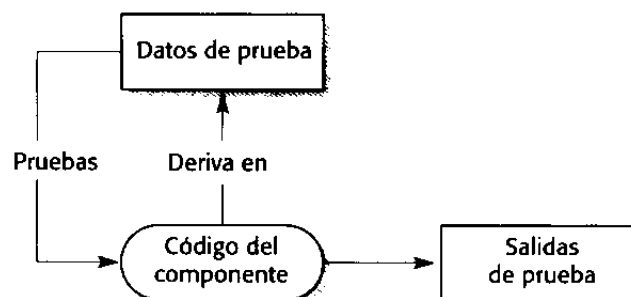 Datos de prueba
Pruebas
Deriva en
Código del
componente
Salidas
de prueba